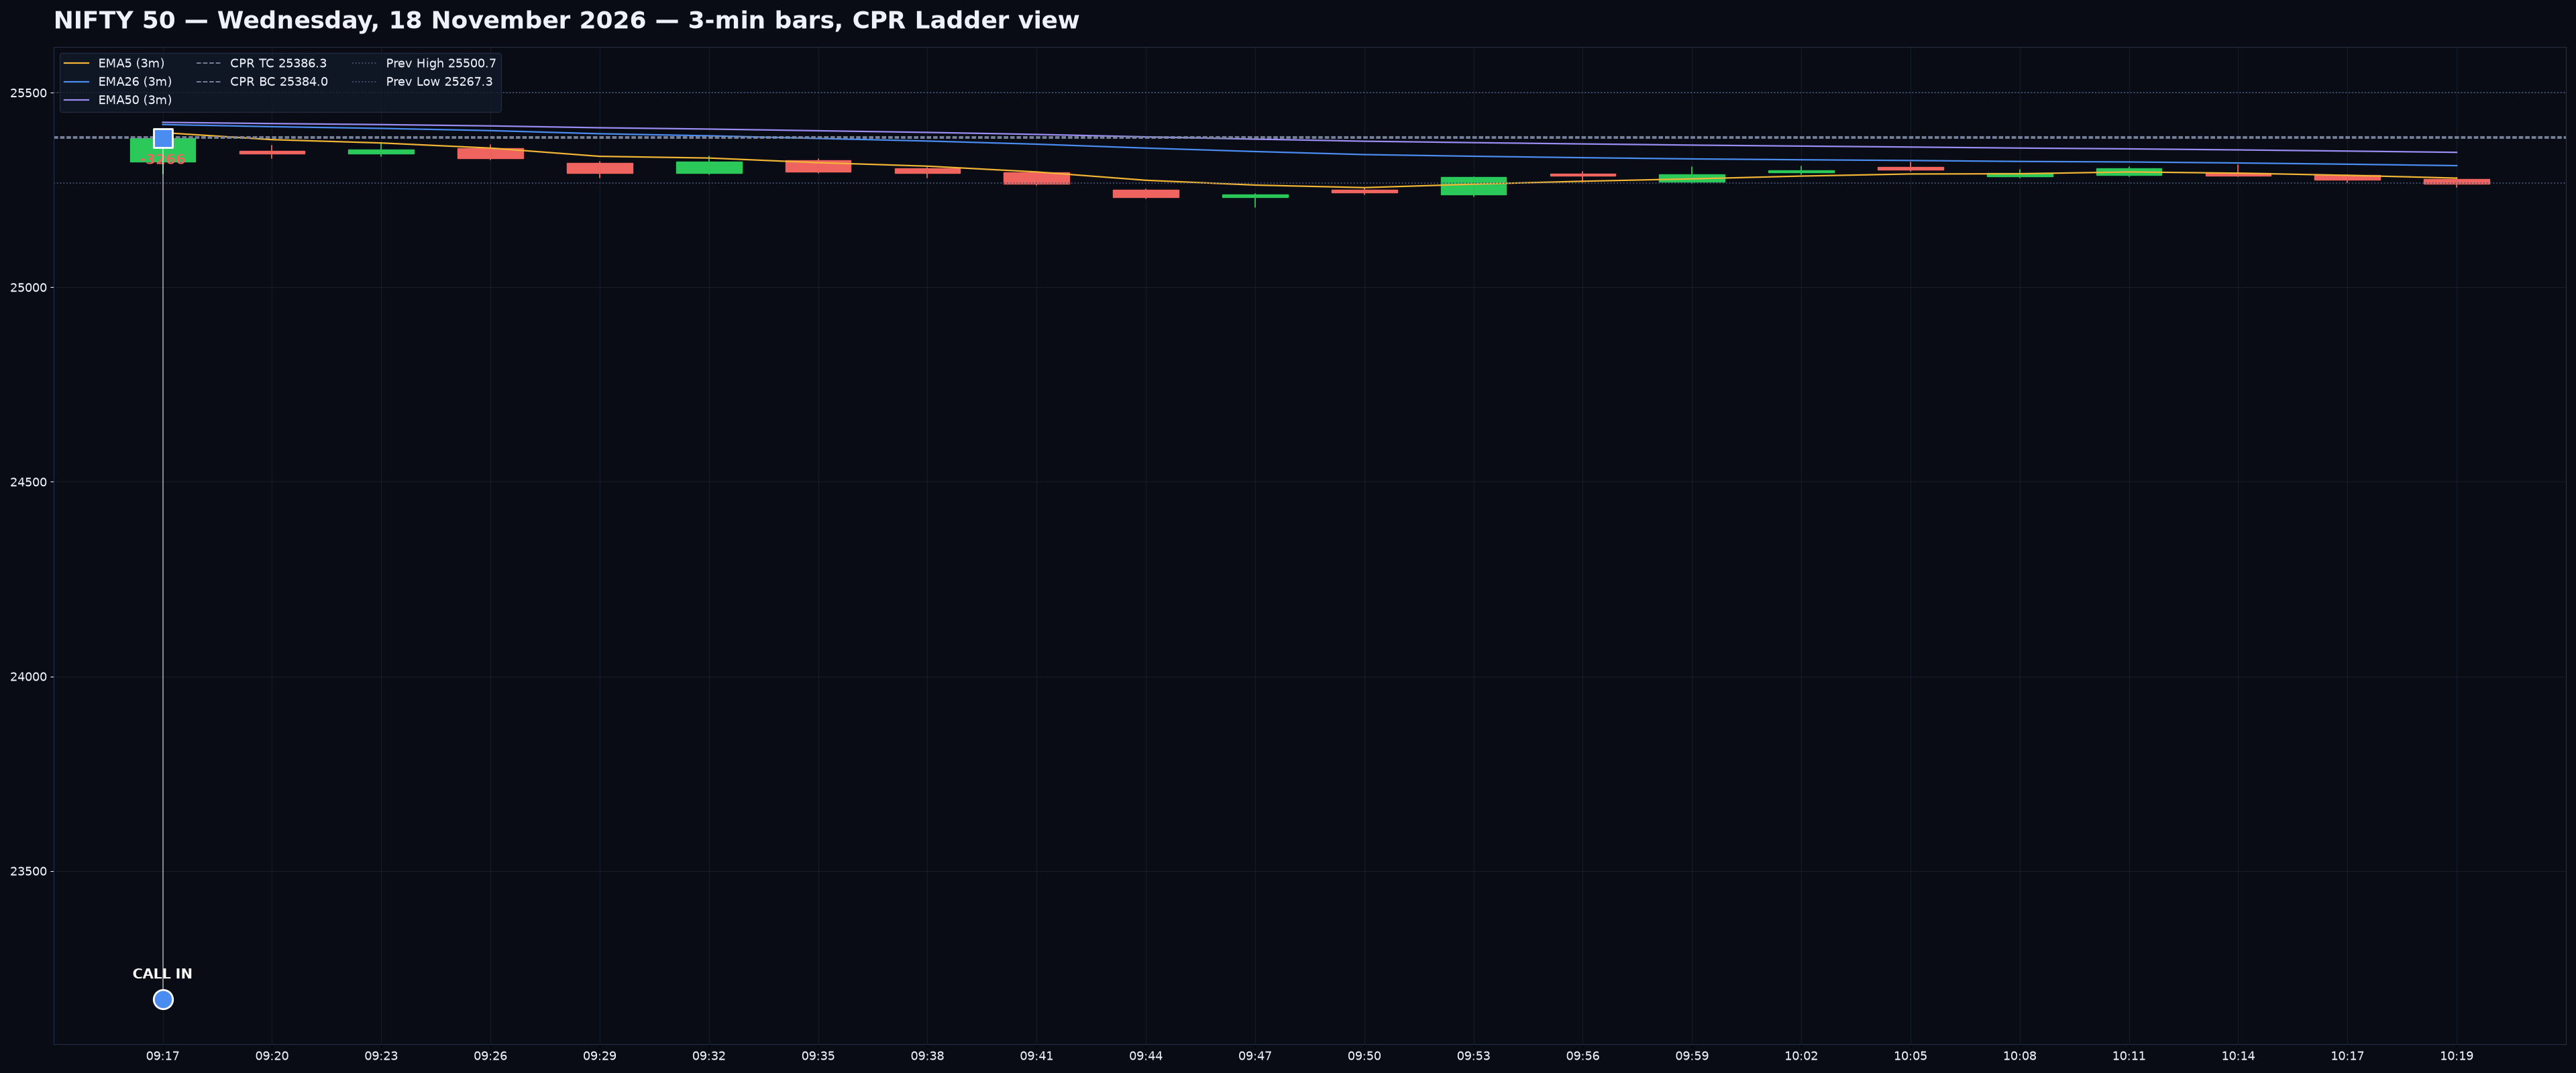 NIFTY 50 — Wednesday, 18 November 2026 — 3-min bars, CPR Ladder view
EMA5 (3m) CPR TC 25386.3 Prev High 25500.7
EMA26 (3m) CPR BC 25384.0 Prev Low 25267.3
EMA50 (3m)
25500
25000
24500
24000
23500
CALL IN
09:17 09:20 09:23 09:26 09:29 09:32 09:35 09:38 09:41 09:44 09:47 09:50 09:53 09:56 09:59 10:02 10:05 10:08 10:11 10:14 10:17 10:19